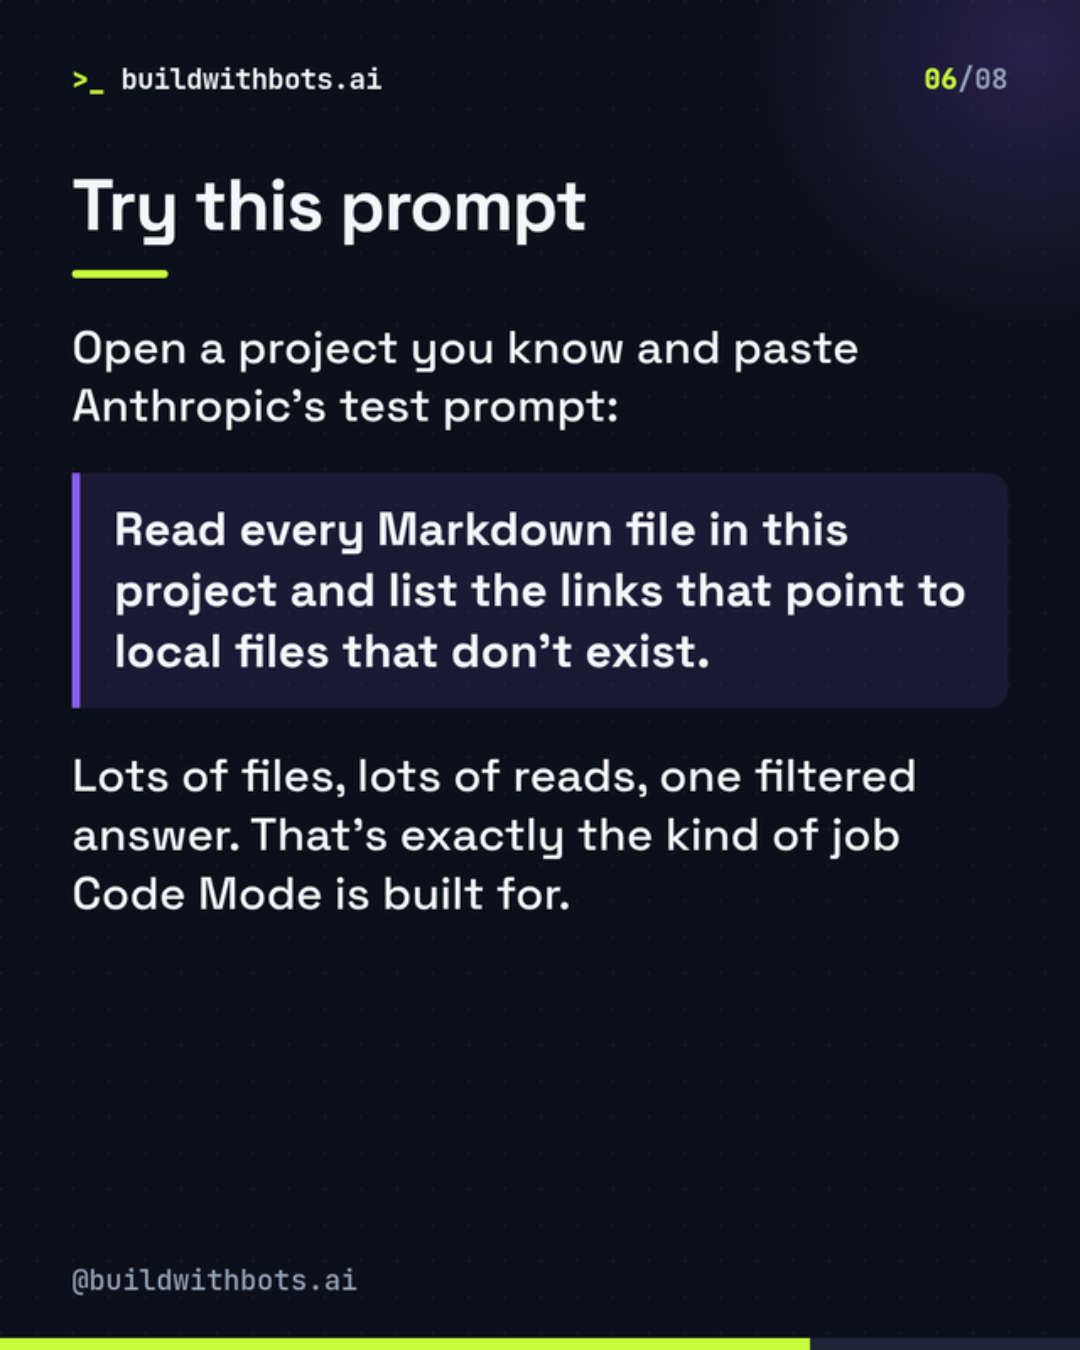 >_ buildwithbots.ai
06/08
Try this prompt
Open a project you know and paste
Anthropic’s test prompt:
Read every Markdown file in this
project and list the links that point to
local files that don’t exist.
Lots of files, lots of reads, one filtered
answer. That’s exactly the kind of job
Code Mode is built for.
@buildwithbots.ai